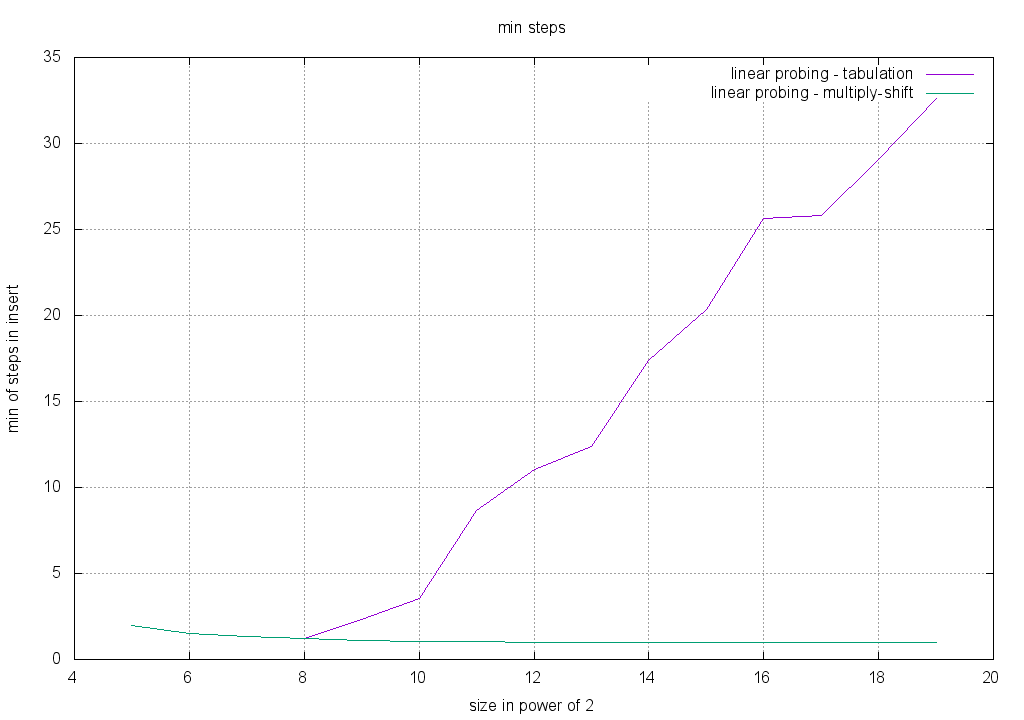 min steps
linear probing - tabulation
linear probing - multiply-shift
35
30
25
20
15
10
5
0
min of steps in insert
4 6 8 10 12 14 16 18 20
size in power of 2